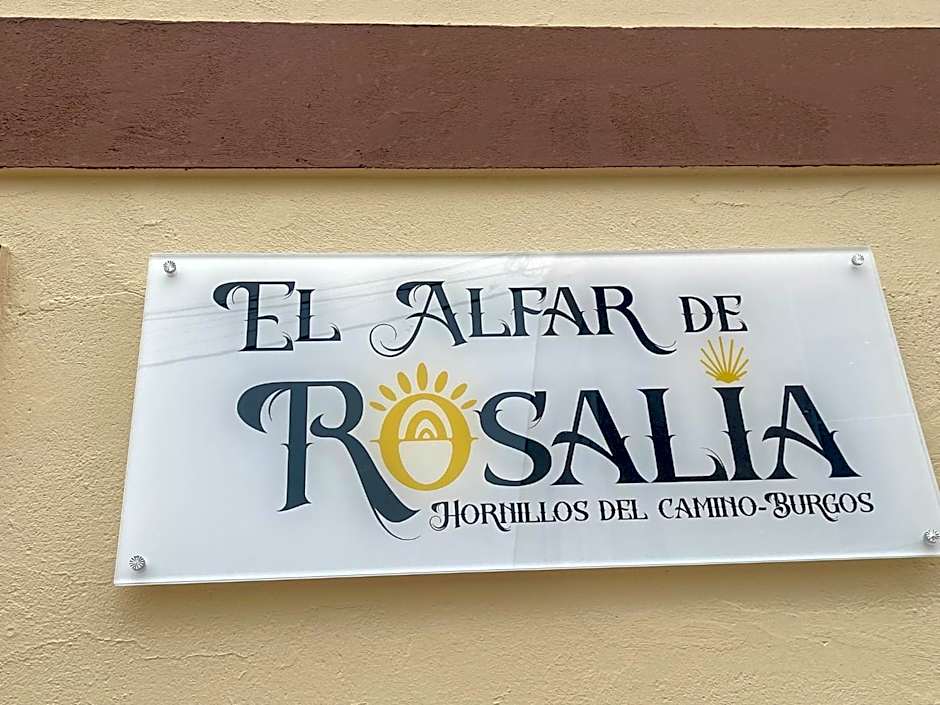 El Alfar de
Rosalia
Hornillos del Camino-Burgos